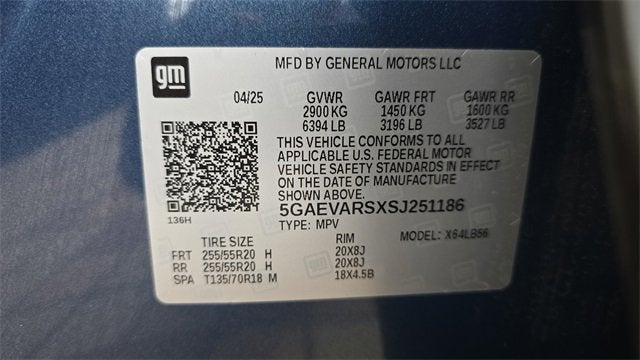 gm
MFD BY GENERAL MOTORS LLC
04/25 GVWR GAWR FRT GAWR RR
2900 KG 1450 KG 1600 KG
6394 LB 3196 LB 3527 LB
THIS VEHICLE CONFORMS TO ALL
APPLICABLE U.S. FEDERAL MOTOR
VEHICLE SAFETY STANDARDS IN EFFECT
ON THE DATE OF MANUFACTURE
SHOWN ABOVE.
136H
5GAEVARSXSJ251186
TYPE: MPV MODEL: X64LB56
TIRE SIZE RIM
FRT 255/55R20 H 20X8J
RR 255/55R20 H 20X8J
SPA T135/70R18 M 18X4.5B